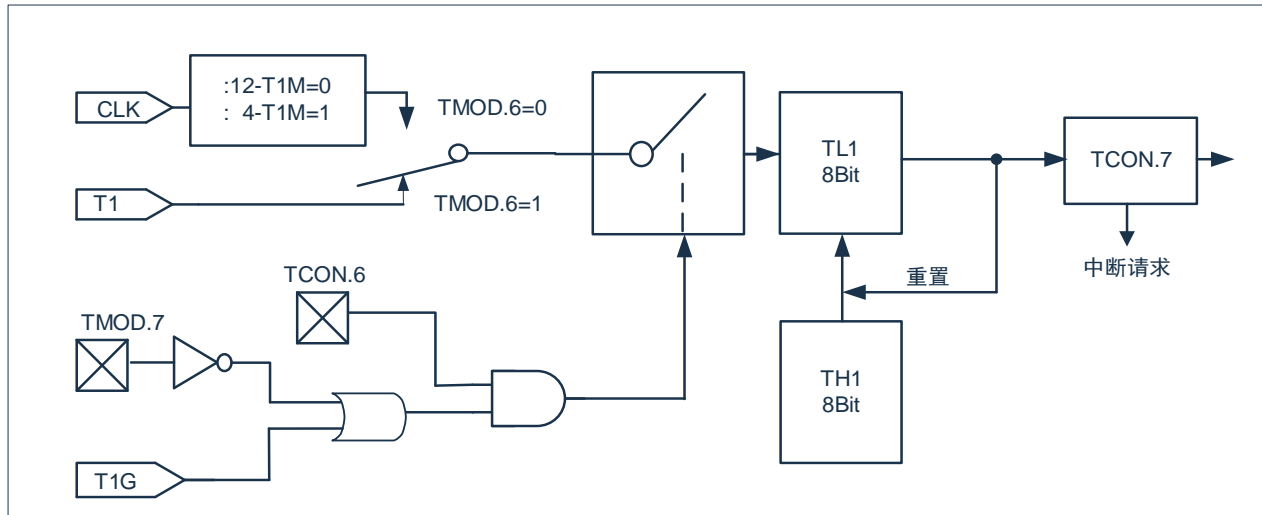 CLK
:12-T1M=0
: 4-T1M=1
TMOD.6=0
T1
TMOD.6=1
TL1
8Bit
TCON.7
中断请求
重置
TCON.6
TMOD.7
TH1
8Bit
T1G